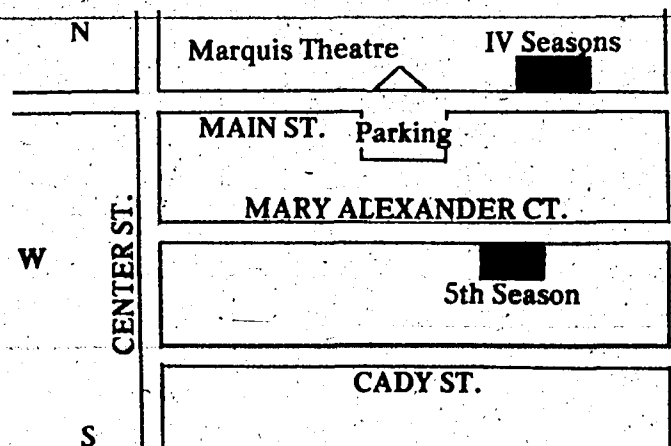 N
Marquis Theatre
IV Seasons
MAIN ST.
Parking
MARY ALEXANDER CT.
CENTER ST.
W
5th Season
CADY ST.
S